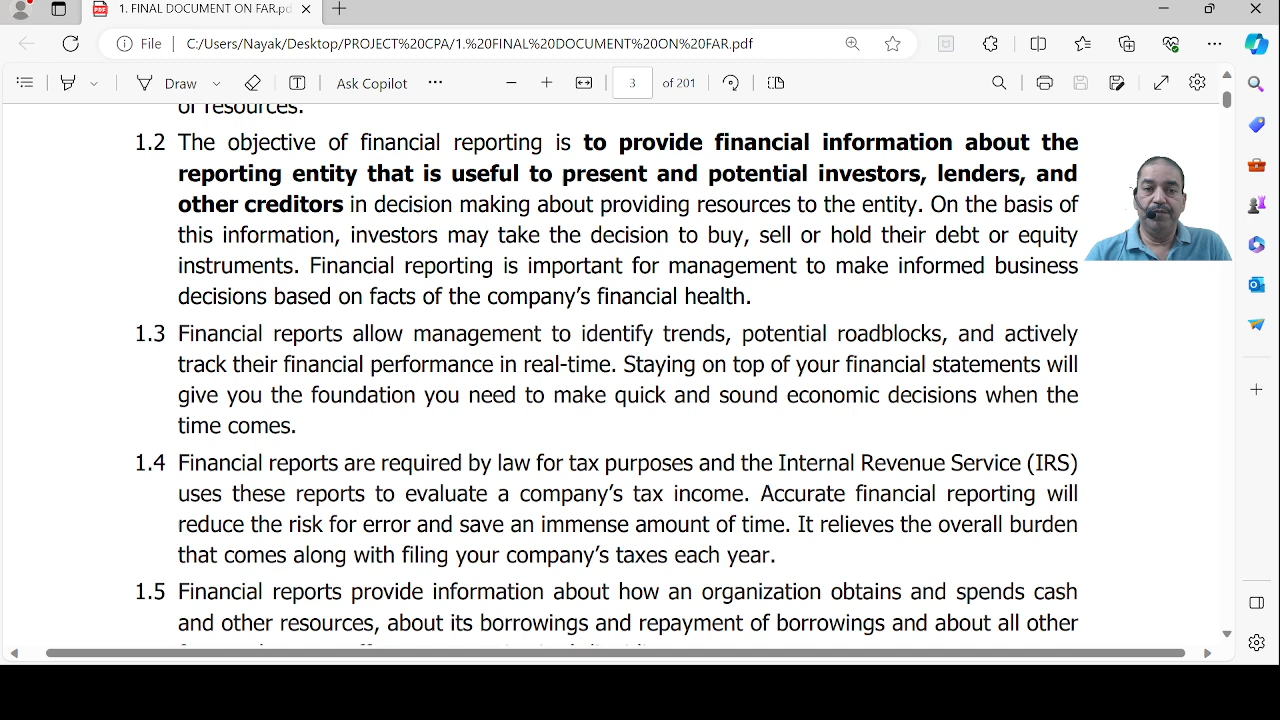 1. FINAL DOCUMENT ON FAR.pd
File
C:/Users/Nayak/Desktop/PROJECT%20CPA/1.%20FINAL%20DOCUMENT%20ON%20FAR.pdf
Draw
Ask Copilot
3 of 201
of resources.
1.2 The objective of financial reporting is to provide financial information about the
reporting entity that is useful to present and potential investors, lenders, and
other creditors in decision making about providing resources to the entity. On the basis of
this information, investors may take the decision to buy, sell or hold their debt or equity
instruments. Financial reporting is important for management to make informed business
decisions based on facts of the company's financial health.
1.3 Financial reports allow management to identify trends, potential roadblocks, and actively
track their financial performance in real-time. Staying on top of your financial statements will
give you the foundation you need to make quick and sound economic decisions when the
time comes.
1.4 Financial reports are required by law for tax purposes and the Internal Revenue Service (IRS)
uses these reports to evaluate a company's tax income. Accurate financial reporting will
reduce the risk for error and save an immense amount of time. It relieves the overall burden
that comes along with filing your company's taxes each year.
1.5 Financial reports provide information about how an organization obtains and spends cash
and other resources, about its borrowings and repayment of borrowings and about all other